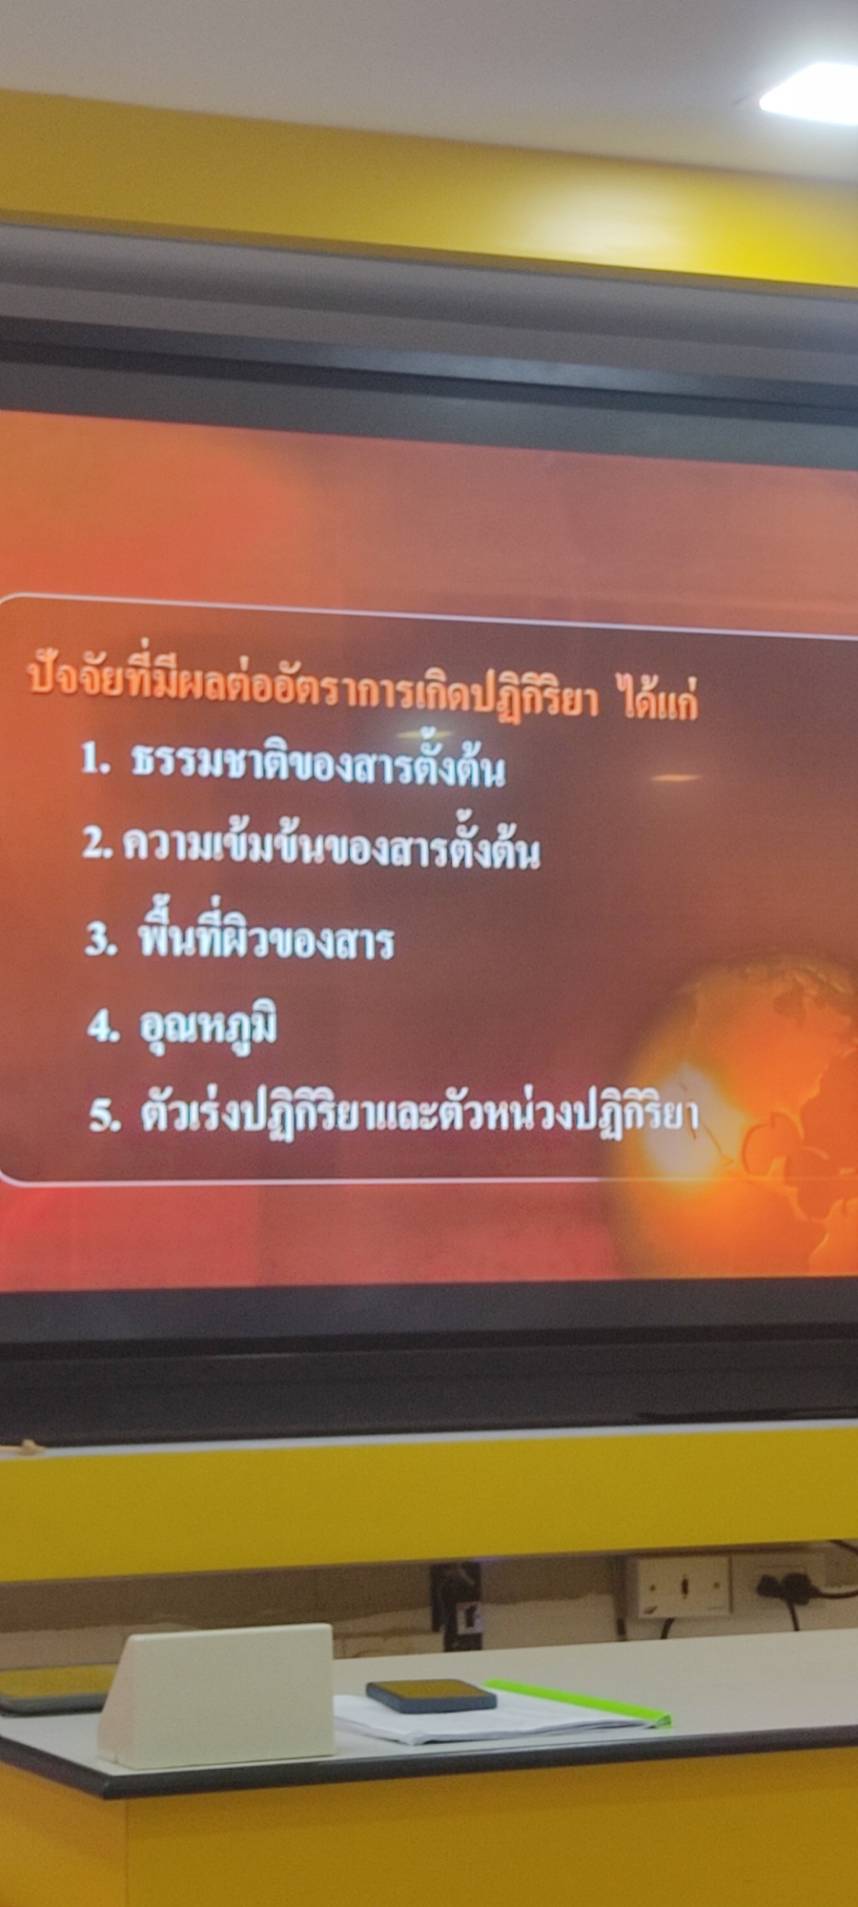 ปัจจัยที่มีผลต่ออัตราการเกิดปฏิกิริยา ได้แก่
1. ธรรมชาติของสารตั้งต้น
2. ความเข้มข้นของสารตั้งต้น
3. พื้นที่ผิวของสาร
4. อุณหภูมิ
5. ตัวเร่งปฏิกิริยาและตัวหน่วงปฏิกิริยา